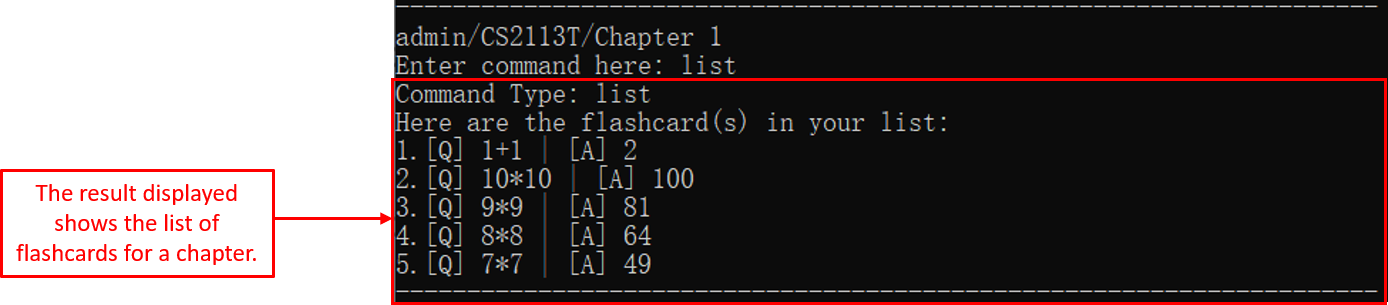 --------------------------------------------------------------------------------
admin/CS2113T/Chapter 1
Enter command here: list
Command Type: list
Here are the flashcard(s) in your list:
1.[Q] 1+1 | [A] 2
2.[Q] 10*10 | [A] 100
3.[Q] 9*9 | [A] 81
4.[Q] 8*8 | [A] 64
5.[Q] 7*7 | [A] 49
--------------------------------------------------------------------------------
The result displayed
shows the list of
flashcards for a chapter.